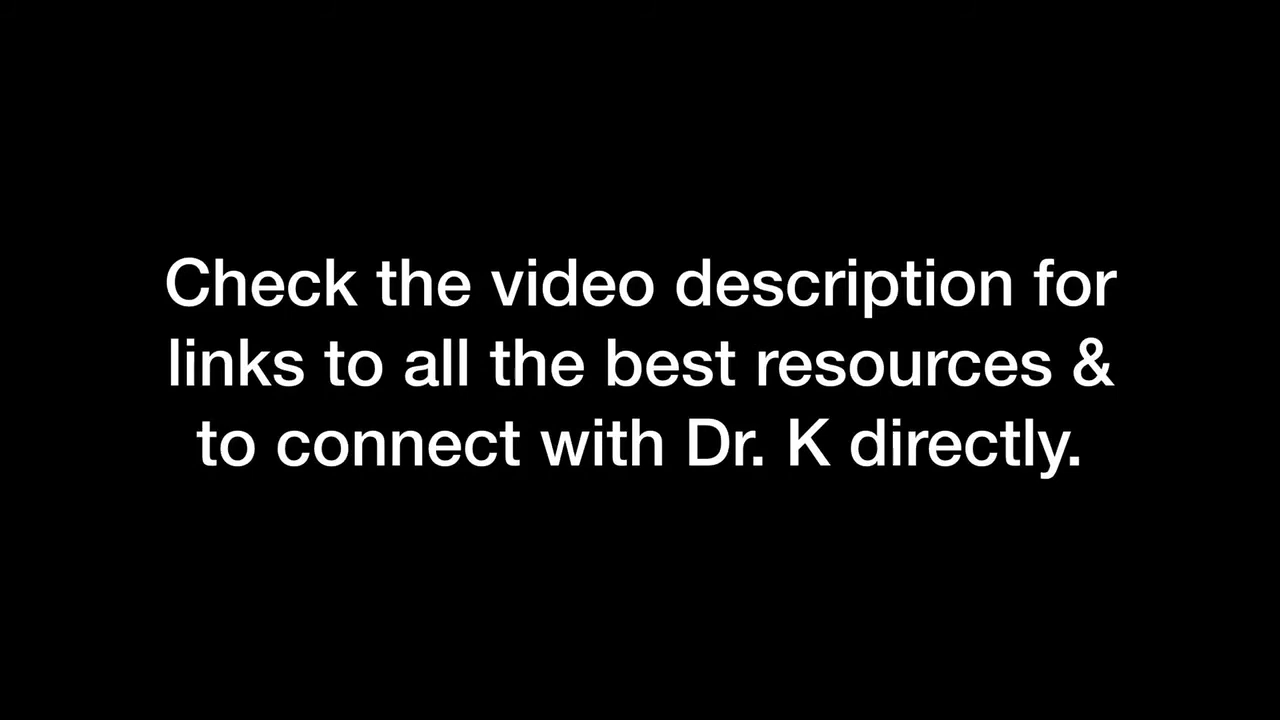 Check the video description for
links to all the best resources &
to connect with Dr. K directly.